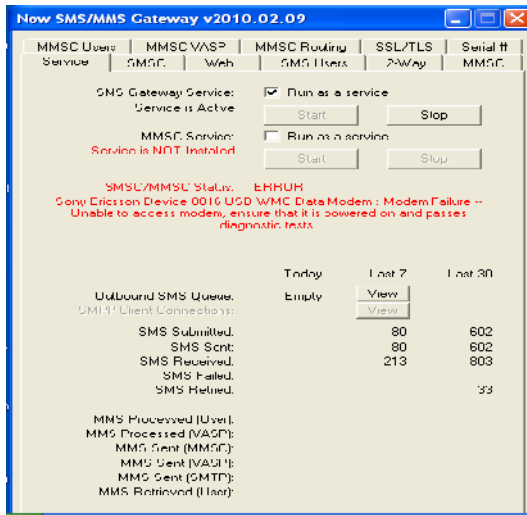 Now SMS/MMS Gateway v2010.02.09
MMSC Users MMSC VASP MMSC Routing SSL/TLS Serial #
Service SMSC Web SMS Users 2-Way MMSC
SMS Gateway Service: Run as a service
Service is Active
Start Stop
MMSC Service: Run as a service
Service is NOT Installed
Start Stop
SMSC/MMSC Status: ERROR
Sony Ericsson Device 0016 USB WMC Data Modem : Modem Failure --
Unable to access modem, ensure that it is powered on and passes
diagnostic tests
Today Last 7 Last 30
Outbound SMS Queue: Empty View
SMPP Client Connections: View
SMS Submitted: 80 602
SMS Sent: 80 602
SMS Received: 213 803
SMS Failed:
SMS Retried: 33
MMS Processed (User):
MMS Processed (VASP):
MMS Sent (MMSC):
MMS Sent (VASP):
MMS Sent (SMTP):
MMS Retrieved (User):